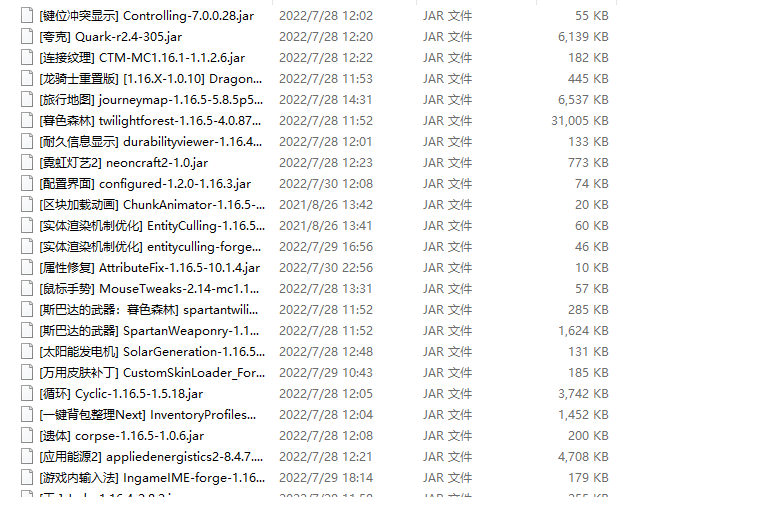 [键位冲突显示] Controlling-7.0.0.28.jar 2022/7/28 12:02 JAR 文件 55 KB
[夸克] Quark-r2.4-305.jar 2022/7/28 12:20 JAR 文件 6,139 KB
[连接纹理] CTM-MC1.16.1-1.1.2.6.jar 2022/7/28 12:22 JAR 文件 182 KB
[龙骑士重置版] [1.16.X-1.0.10] Dragon... 2022/7/28 11:53 JAR 文件 445 KB
[旅行地图] journeymap-1.16.5-5.8.5p5... 2022/7/28 14:31 JAR 文件 6,537 KB
[暮色森林] twilightforest-1.16.5-4.0.87... 2022/7/28 11:52 JAR 文件 31,005 KB
[耐久信息显示] durabilityviewer-1.16.4... 2022/7/28 12:01 JAR 文件 133 KB
[霓虹灯艺2] neoncraft2-1.0.jar 2022/7/28 12:23 JAR 文件 773 KB
[配置界面] configured-1.2.0-1.16.3.jar 2022/7/30 12:08 JAR 文件 74 KB
[区块加载动画] ChunkAnimator-1.16.5-... 2021/8/26 13:42 JAR 文件 20 KB
[实体渲染机制优化] EntityCulling-1.16.5... 2021/8/26 13:41 JAR 文件 60 KB
[实体渲染机制优化] entityculling-forge... 2022/7/29 16:56 JAR 文件 46 KB
[属性修复] AttributeFix-1.16.5-10.1.4.jar 2022/7/30 22:56 JAR 文件 10 KB
[鼠标手势] MouseTweaks-2.14-mc1.1... 2022/7/28 13:31 JAR 文件 57 KB
[斯巴达的武器：暮色森林] spartantwili... 2022/7/28 11:52 JAR 文件 285 KB
[斯巴达的武器] SpartanWeaponry-1.1... 2022/7/28 11:52 JAR 文件 1,624 KB
[太阳能发电机] SolarGeneration-1.16.5... 2022/7/28 12:48 JAR 文件 131 KB
[万用皮肤补丁] CustomSkinLoader_For... 2022/7/29 10:43 JAR 文件 185 KB
[循环] Cyclic-1.16.5-1.5.18.jar 2022/7/28 12:05 JAR 文件 3,742 KB
[一键背包整理Next] InventoryProfiles... 2022/7/28 12:04 JAR 文件 1,452 KB
[遗体] corpse-1.16.5-1.0.6.jar 2022/7/28 12:08 JAR 文件 200 KB
[应用能源2] appliedenergistics2-8.4.7.... 2022/7/28 12:21 JAR 文件 4,708 KB
[游戏内输入法] IngameIME-forge-1.16... 2022/7/29 18:14 JAR 文件 179 KB